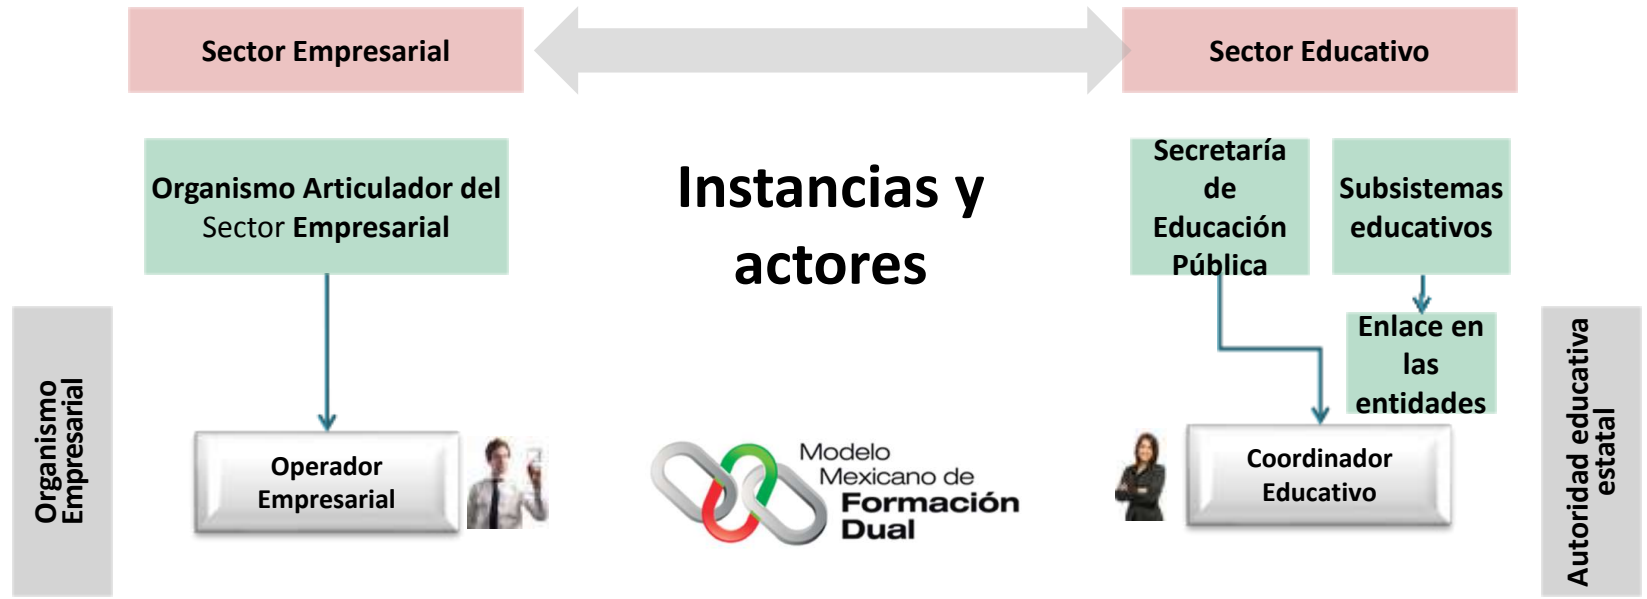 Sector Empresarial
Sector Educativo
Organismo Articulador del
Sector Empresarial
Instancias y
actores
Secretaría
de
Educación
Pública
Subsistemas
educativos
Enlace en
las
entidades
Organismo
Empresarial
Operador
Empresarial
Modelo
Mexicano de
Formación
Dual
Coordinador
Educativo
Autoridad educativa
estatal